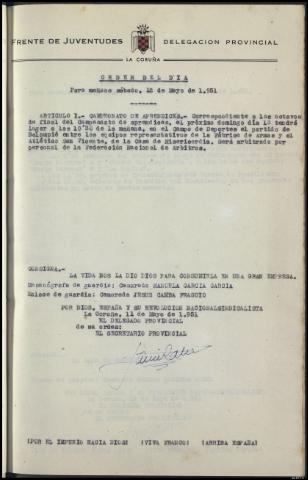 FRENTE DE JUVENTUDES DELEGACION PROVINCIAL
LA CORUÑA
ORDEN DEL DIA
Para mañana sábado, 12 de Mayo de 1.951
ARTICULO 1.- CAMPEONATO DE APRENDICES.- Correspondiente a los octavos
de final del Campeonato de aprendices, el próximo domingo día 13 tendrá
lugar a las 10'30 de la mañana, en el Campo de Deportes el partido de
entre los equipos representativos de la Fábrica de Armas y el
Atlético San Vicente, de la Casa de Misericordia. Será arbitrado por
personal de la Federación Nacional de Arbitros.
CONSIGNA.-
LA VIDA NOS LA DIO DIOS PARA CONSUMIRLA EN UNA GRAN EMPRESA.
de guardia: Camarada MANUELA GARCIA GARCIA
Enlace de guardia: Camarada JESUS CAMBA
POR DIOS, ESPAÑA Y SU REVOLUCION NACIONALSINDICALISTA
La Coruña, 11 de Mayo de 1.951
EL DELEGADO PROVINCIAL
de su orden:
EL SECRETARIO PROVINCIAL
¡POR EL IMPERIO HACIA DIOS! ¡VIVA FRANCO! ¡ARRIBA ESPAÑA!